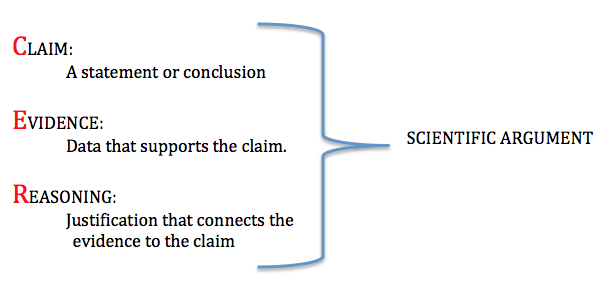 CLAIM:
A statement or conclusion
EVIDENCE:
Data that supports the claim.
REASONING:
Justification that connects the
evidence to the claim
SCIENTIFIC ARGUMENT